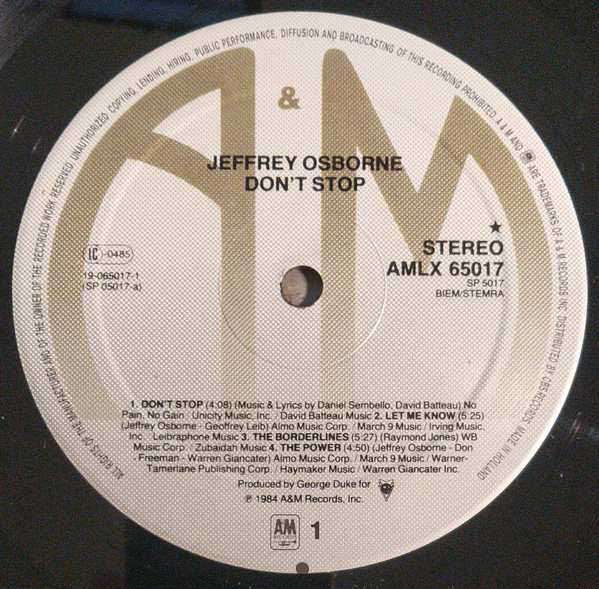 ALL RIGHTS OF THE MANUFACTURER AND OF THE OWNER OF THE RECORDED WORK RESERVED. UNAUTHORIZED COPYING, LENDING, HIRING, PUBLIC PERFORMANCE, DIFFUSION AND BROADCASTING OF THIS RECORDING PROHIBITED. A & M AND AM ARE TRADEMARKS OF A & M RECORDS INC. DISTRIBUTED BY CBS-RECORDS. MADE IN HOLLAND
A & M
JEFFREY OSBORNE
DON'T STOP
LC-0485
19-065017-1
(SP 05017-a)
★
STEREO
AMLX 65017
SP 5017
BIEM/STEMRA
1. DON'T STOP (4:08) (Music & Lyrics by Daniel Sembello, David Batteau) No
Pain, No Gain / Unicity Music, Inc. / David Batteau Music 2. LET ME KNOW (5:25)
(Jeffrey Osborne - Geoffrey Leib) Almo Music Corp. / March 9 Music / Irving Music,
Inc. / Leibraphone Music 3. THE BORDERLINES (5:27) (Raymond Jones) WB
Music Corp. / Zubaidah Music 4. THE POWER (4:50) (Jeffrey Osborne - Don
Freeman - Warren Giancater) Almo Music Corp. / March 9 Music / Warner-
Tamerlane Publishing Corp. / Haymaker Music / Warren Giancater Inc.
Produced by George Duke for
℗ 1984 A&M Records, Inc.
AM
RECORDS
1